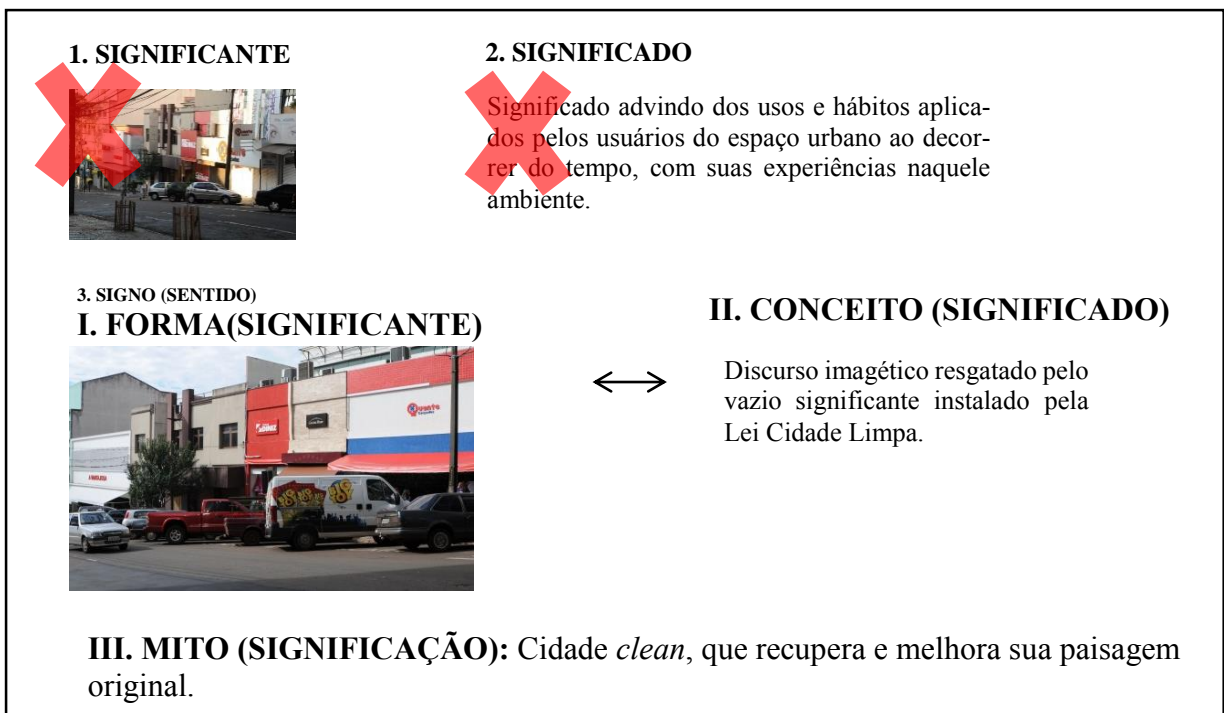 1. SIGNIFICANTE
2. SIGNIFICADO
Significado advindo dos usos e hábitos aplica-
dos pelos usuários do espaço urbano ao decor-
rer do tempo, com suas experiências naquele
ambiente.
3. SIGNO (SENTIDO)
I. FORMA(SIGNIFICANTE)
II. CONCEITO (SIGNIFICADO)
Discurso imagético resgatado pelo
vazio significante instalado pela
Lei Cidade Limpa.
III. MITO (SIGNIFICAÇÃO): Cidade clean, que recupera e melhora sua paisagem
original.